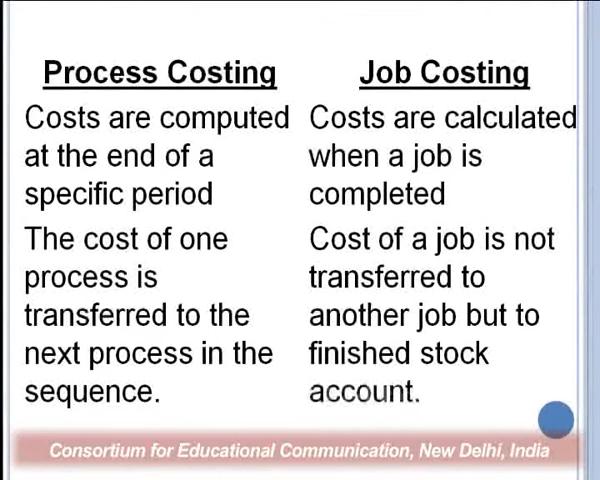 Process Costing
Costs are computed
at the end of a
specific period
The cost of one
process is
transferred to the
next process in the
sequence.
Job Costing
Costs are calculated
when a job is
completed
Cost of a job is not
transferred to
another job but to
finished stock
account.
Consortium for Educational Communication, New Delhi, India